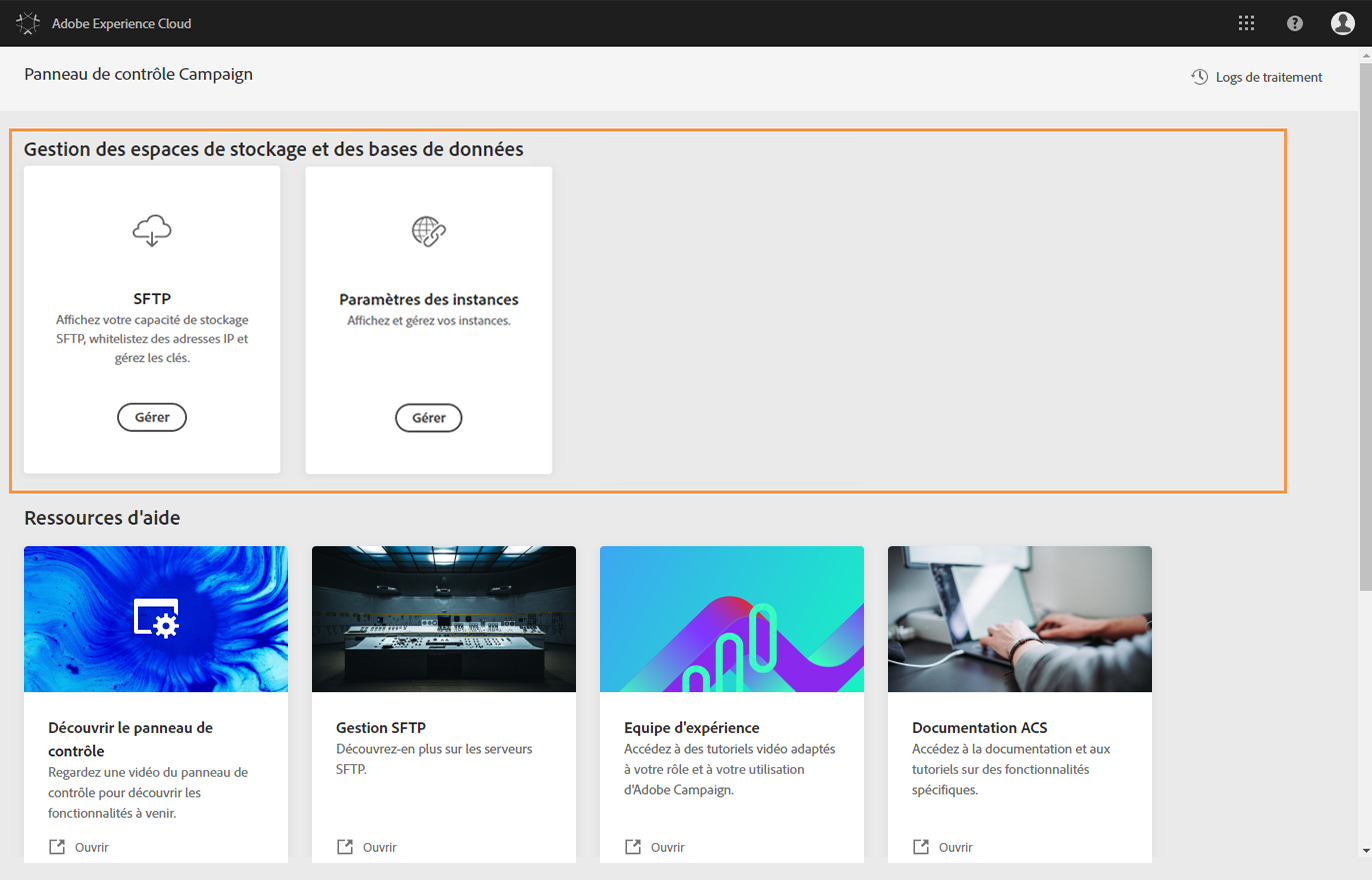 Adobe Experience Cloud
Panneau de contrôle Campaign
Logs de traitement
Gestion des espaces de stockage et des bases de données
SFTP
Affichez votre capacité de stockage
SFTP, whitelistez des adresses IP et
gérez les clés.
Gérer
Paramètres des instances
Affichez et gérez vos instances.
Gérer
Ressources d'aide
Découvrir le panneau de
contrôle
Regardez une vidéo du panneau de
contrôle pour découvrir les
fonctionnalités à venir.
Ouvrir
Gestion SFTP
Découvrez-en plus sur les serveurs
SFTP.
Ouvrir
Equipe d'expérience
Accédez à des tutoriels vidéo adaptés
à votre rôle et à votre utilisation
d'Adobe Campaign.
Ouvrir
Documentation ACS
Accédez à la documentation et aux
tutoriels sur des fonctionnalités
spécifiques.
Ouvrir